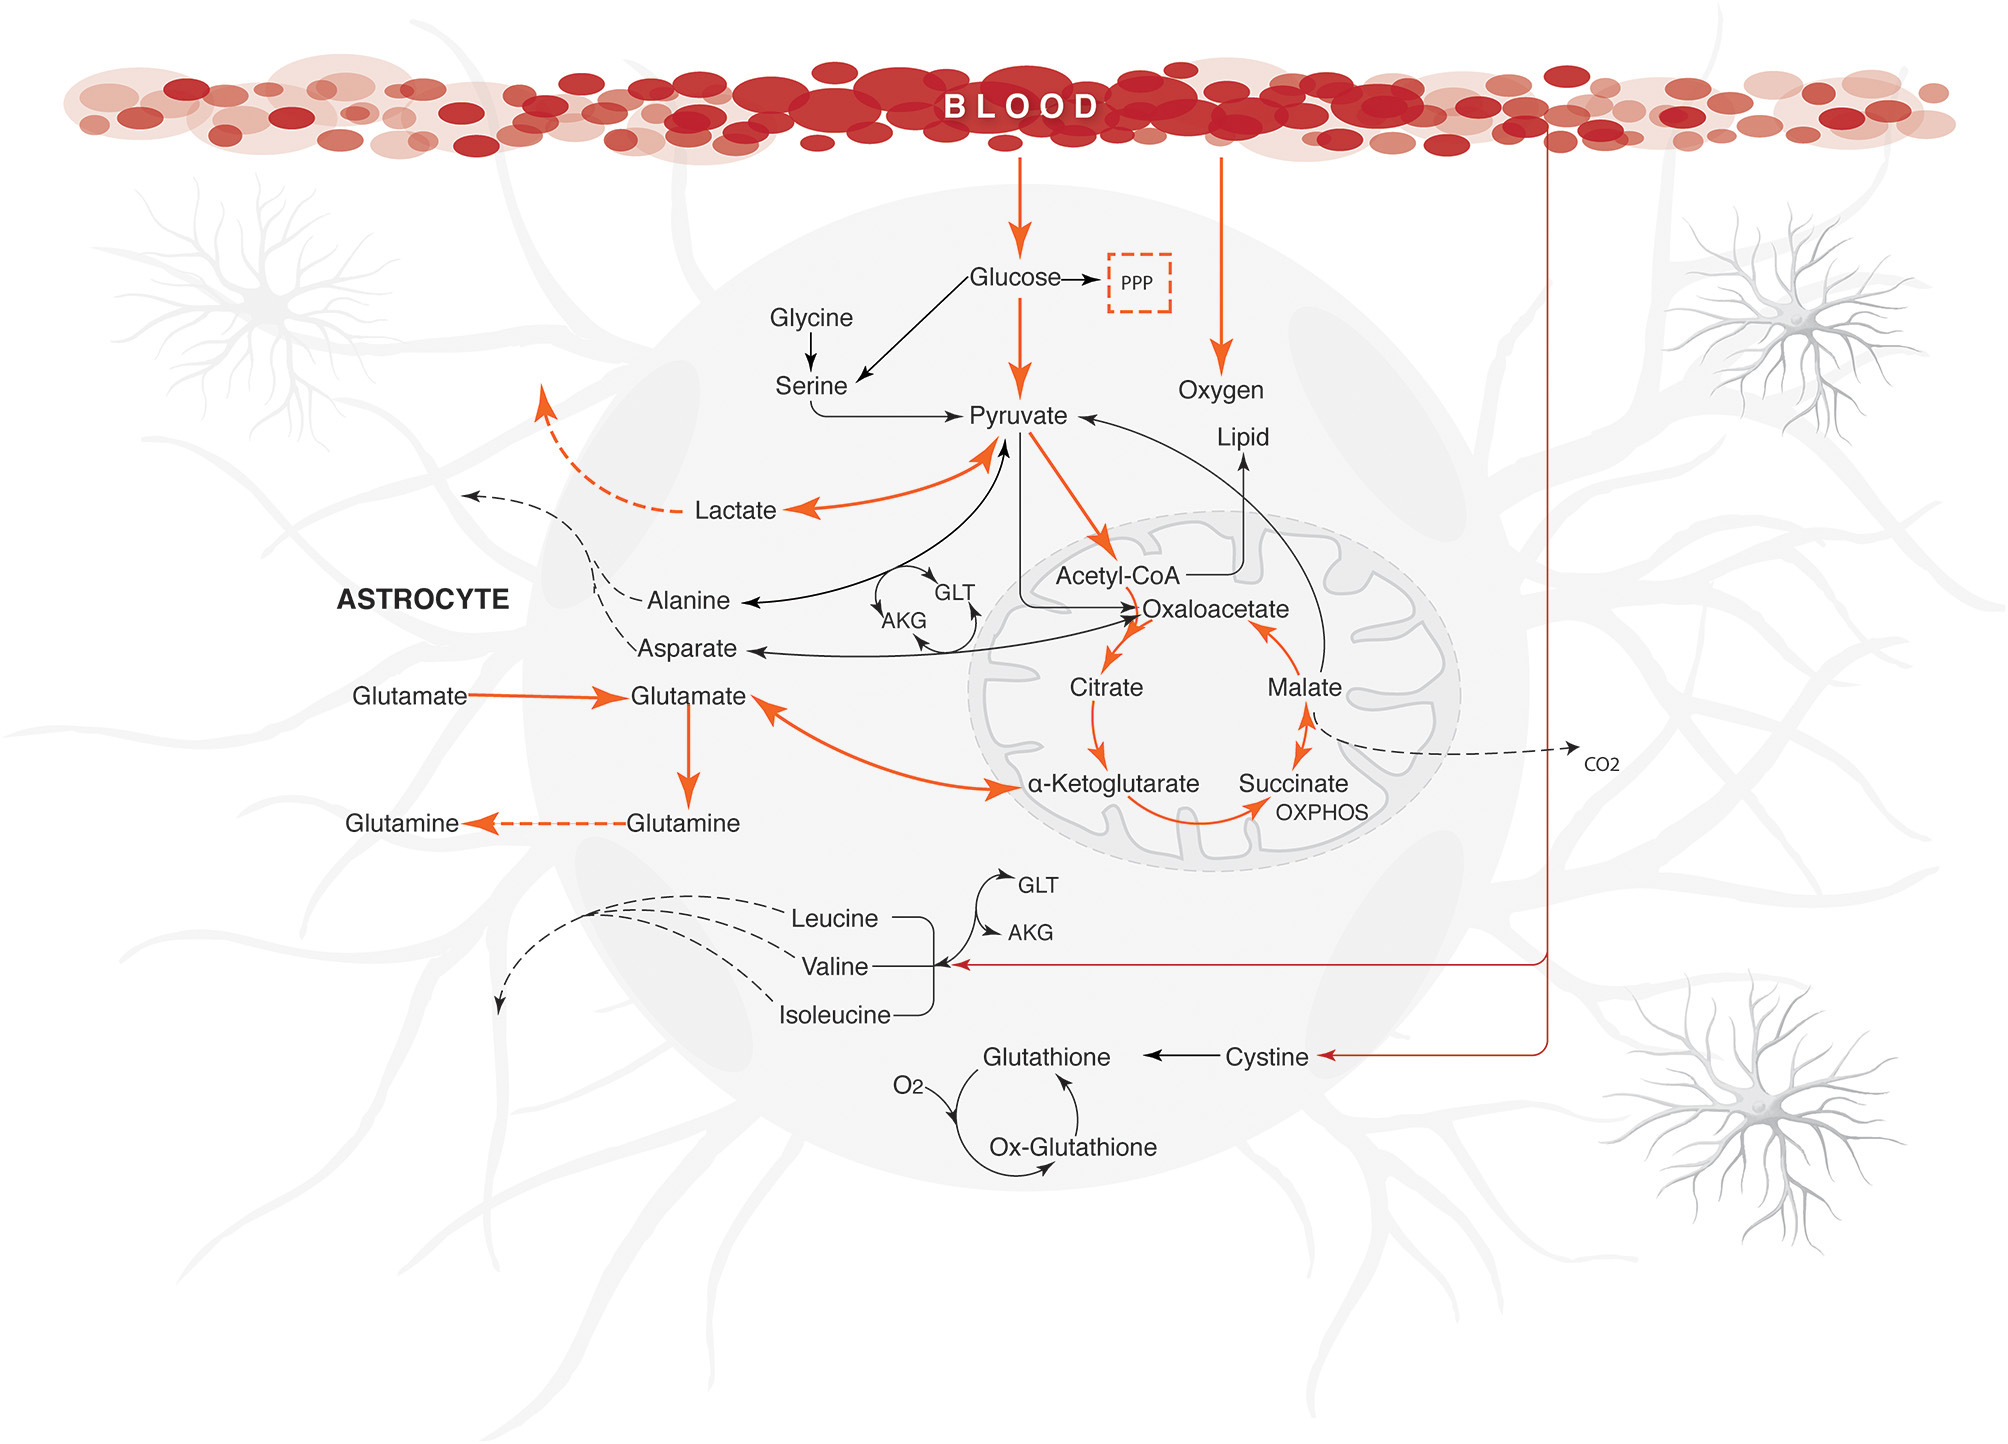 BLOOD
Glucose
PPP
Glycine
Serine
Oxygen
Pyruvate
Lipid
Lactate
Acetyl-CoA
ASTROCYTE
Alanine
GLT
AKG
Oxaloacetate
Asparate
Glutamate
Glutamate
Citrate
Malate
CO2
α-Ketoglutarate
Succinate
OXPHOS
Glutamine
Glutamine
GLT
Leucine
AKG
Valine
Isoleucine
Glutathione
Cystine
O2
Ox-Glutathione